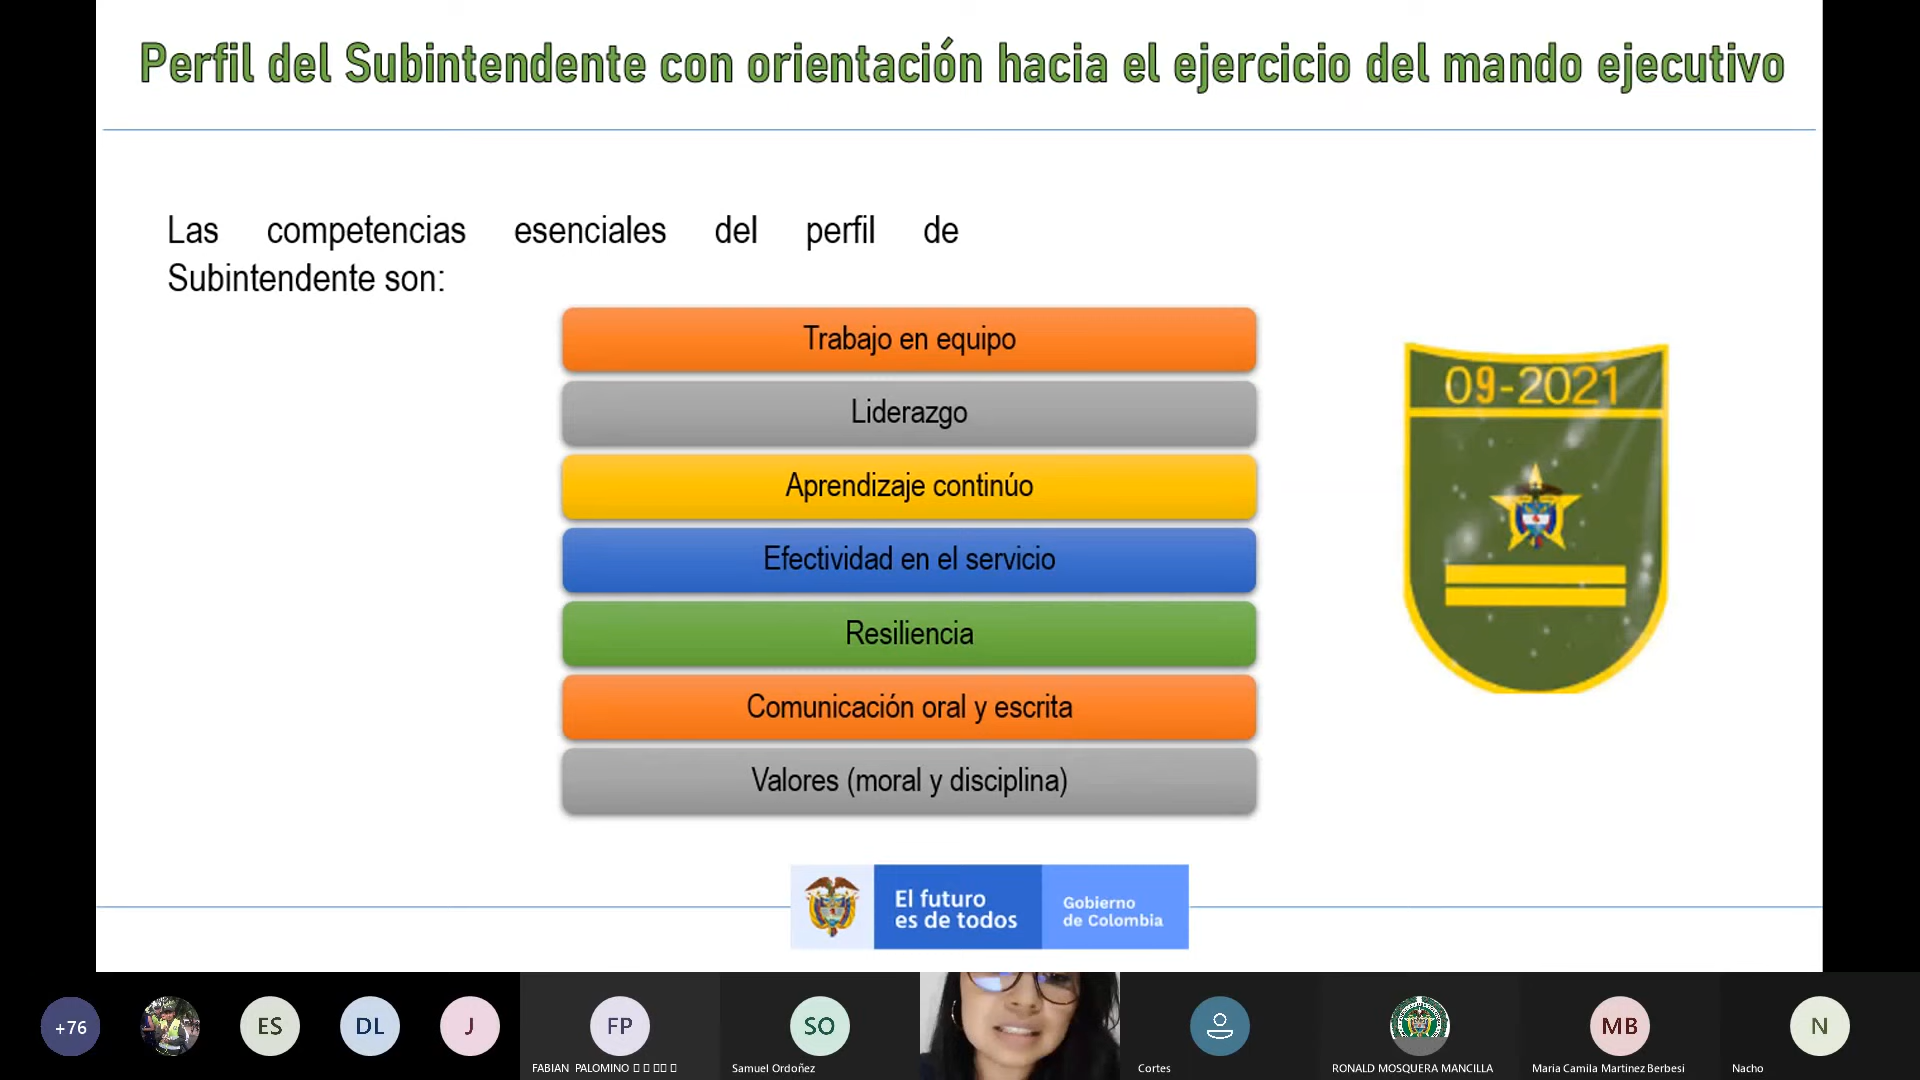 Perfil del Subintendente con orientación hacia el ejercicio del mando ejecutivo
Las competencias esenciales del perfil de
Subintendente son:
Trabajo en equipo
Liderazgo
Aprendizaje continúo
Efectividad en el servicio
Resiliencia
Comunicación oral y escrita
Valores (moral y disciplina)
09-2021
El futuro
es de todos
Gobierno
de Colombia
+76
ES
DL
J
FP
SO
MB
N
FABIAN PALOMINO
Samuel Ordoñez
Cortes
RONALD MOSQUERA MANCILLA
Maria Camila Martinez Berbesi
Nacho